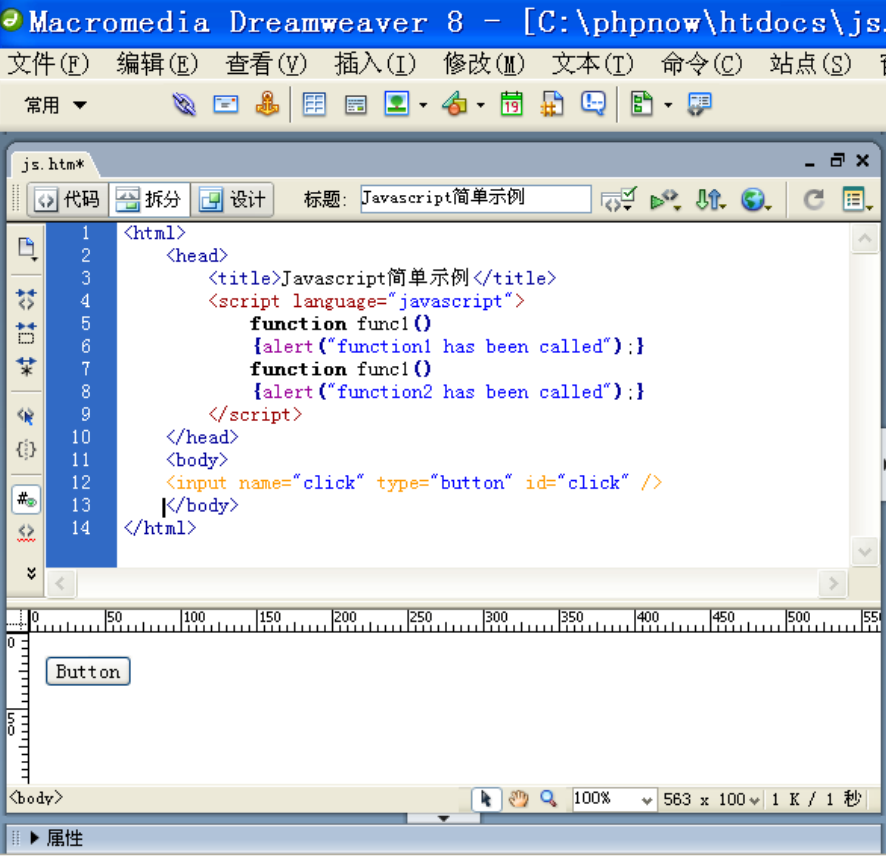 Macromedia Dreamweaver 8 - [C:\phpnow\htdocs\js.
文件(F) 编辑(E) 查看(V) 插入(I) 修改(M) 文本(T) 命令(C) 站点(S)
常用
19
js.htm*
代码 拆分 设计 标题: Javascript简单示例
1 <html>
2 <head>
3 <title>Javascript简单示例</title>
4 <script language="javascript">
5 function func1()
6 {alert("function1 has been called");}
7 function func1()
8 {alert("function2 has been called");}
9 </script>
10 </head>
11 <body>
12 <input name="click" type="button" id="click" />
13 </body>
14 </html>
0 50 100 150 200 250 300 350 400 450 500 55
0
Button
50
<body> 100% 563 x 100 1 K / 1 秒
属性